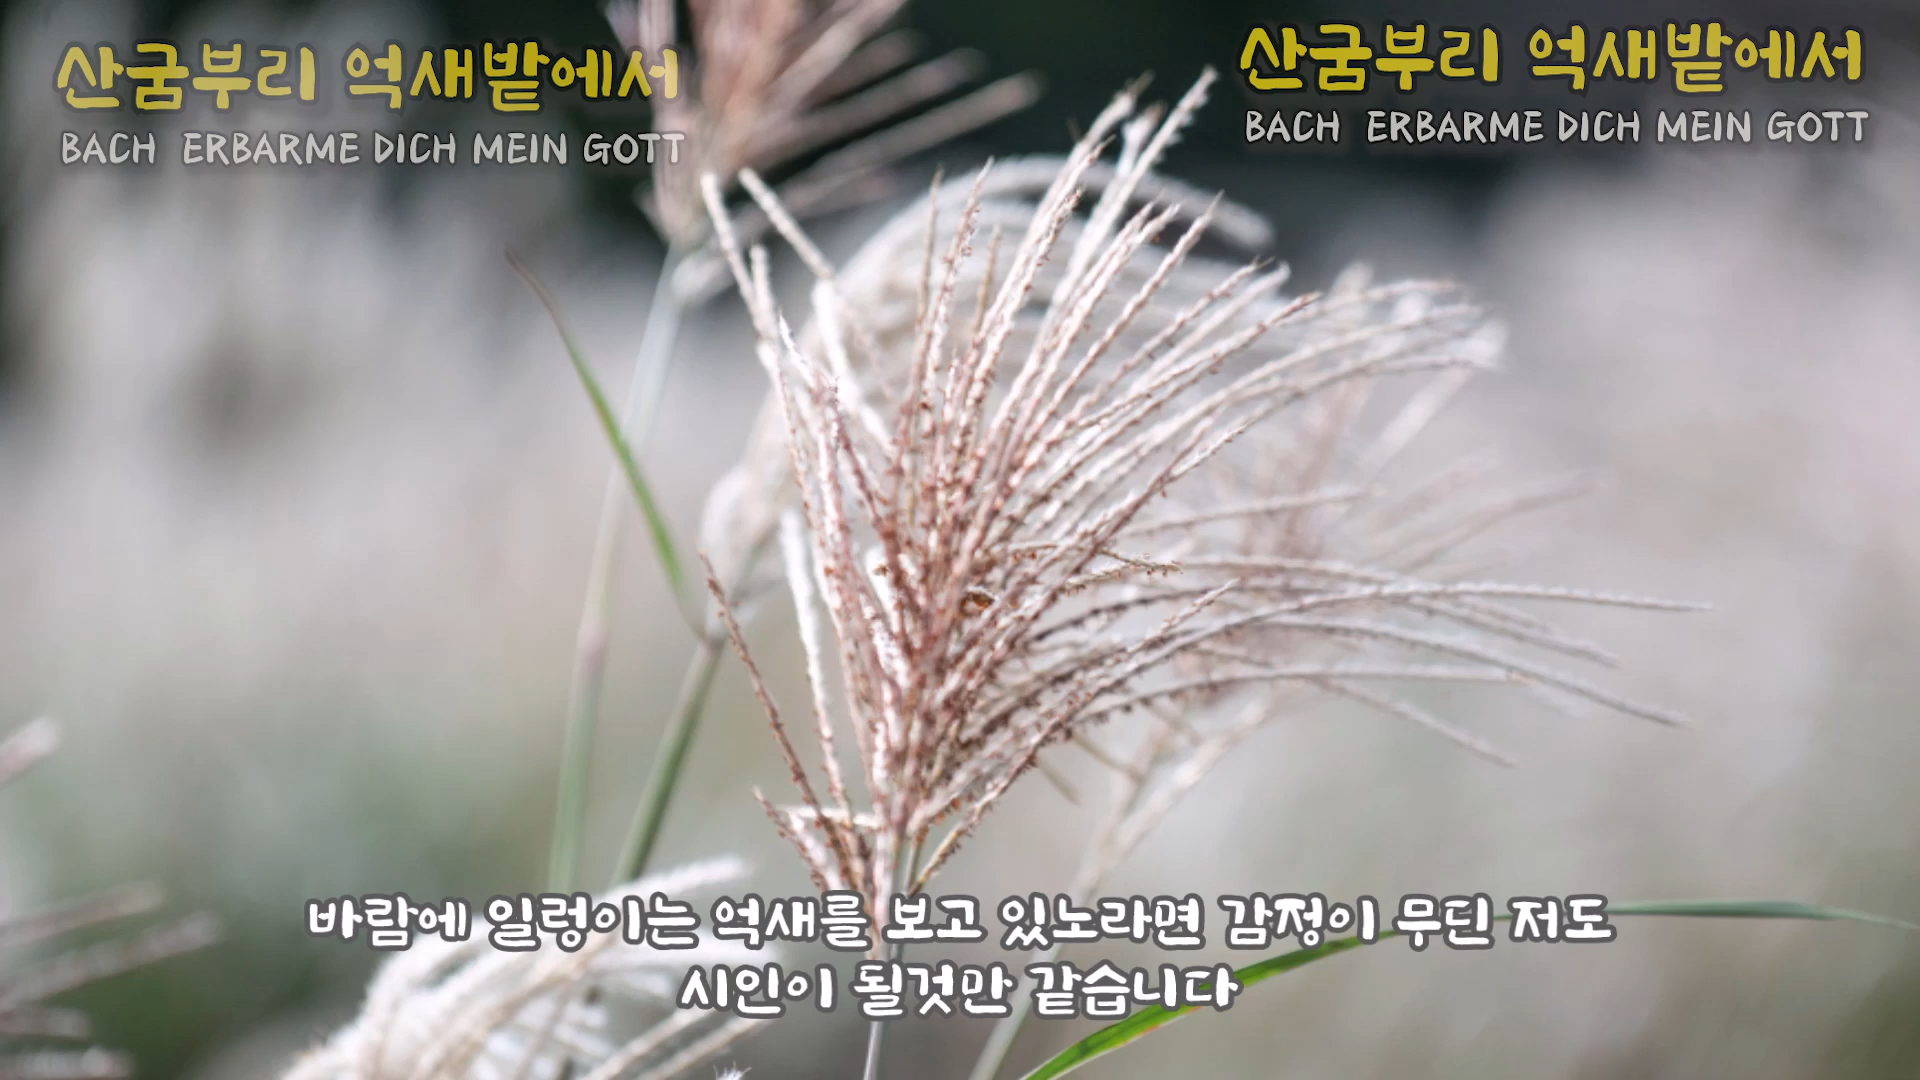 산굼부리 억새밭에서
BACH  ERBARME DICH MEIN GOTT
산굼부리 억새밭에서
BACH  ERBARME DICH MEIN GOTT
바람에 일렁이는 억새를 보고 있노라면 감정이 무딘 저도
시인이 될것만 같습니다